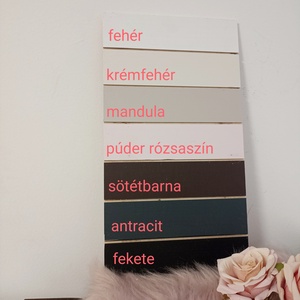 fehér
krémfehér
mandula
púder rózsaszín
sötétbarna
antracit
fekete